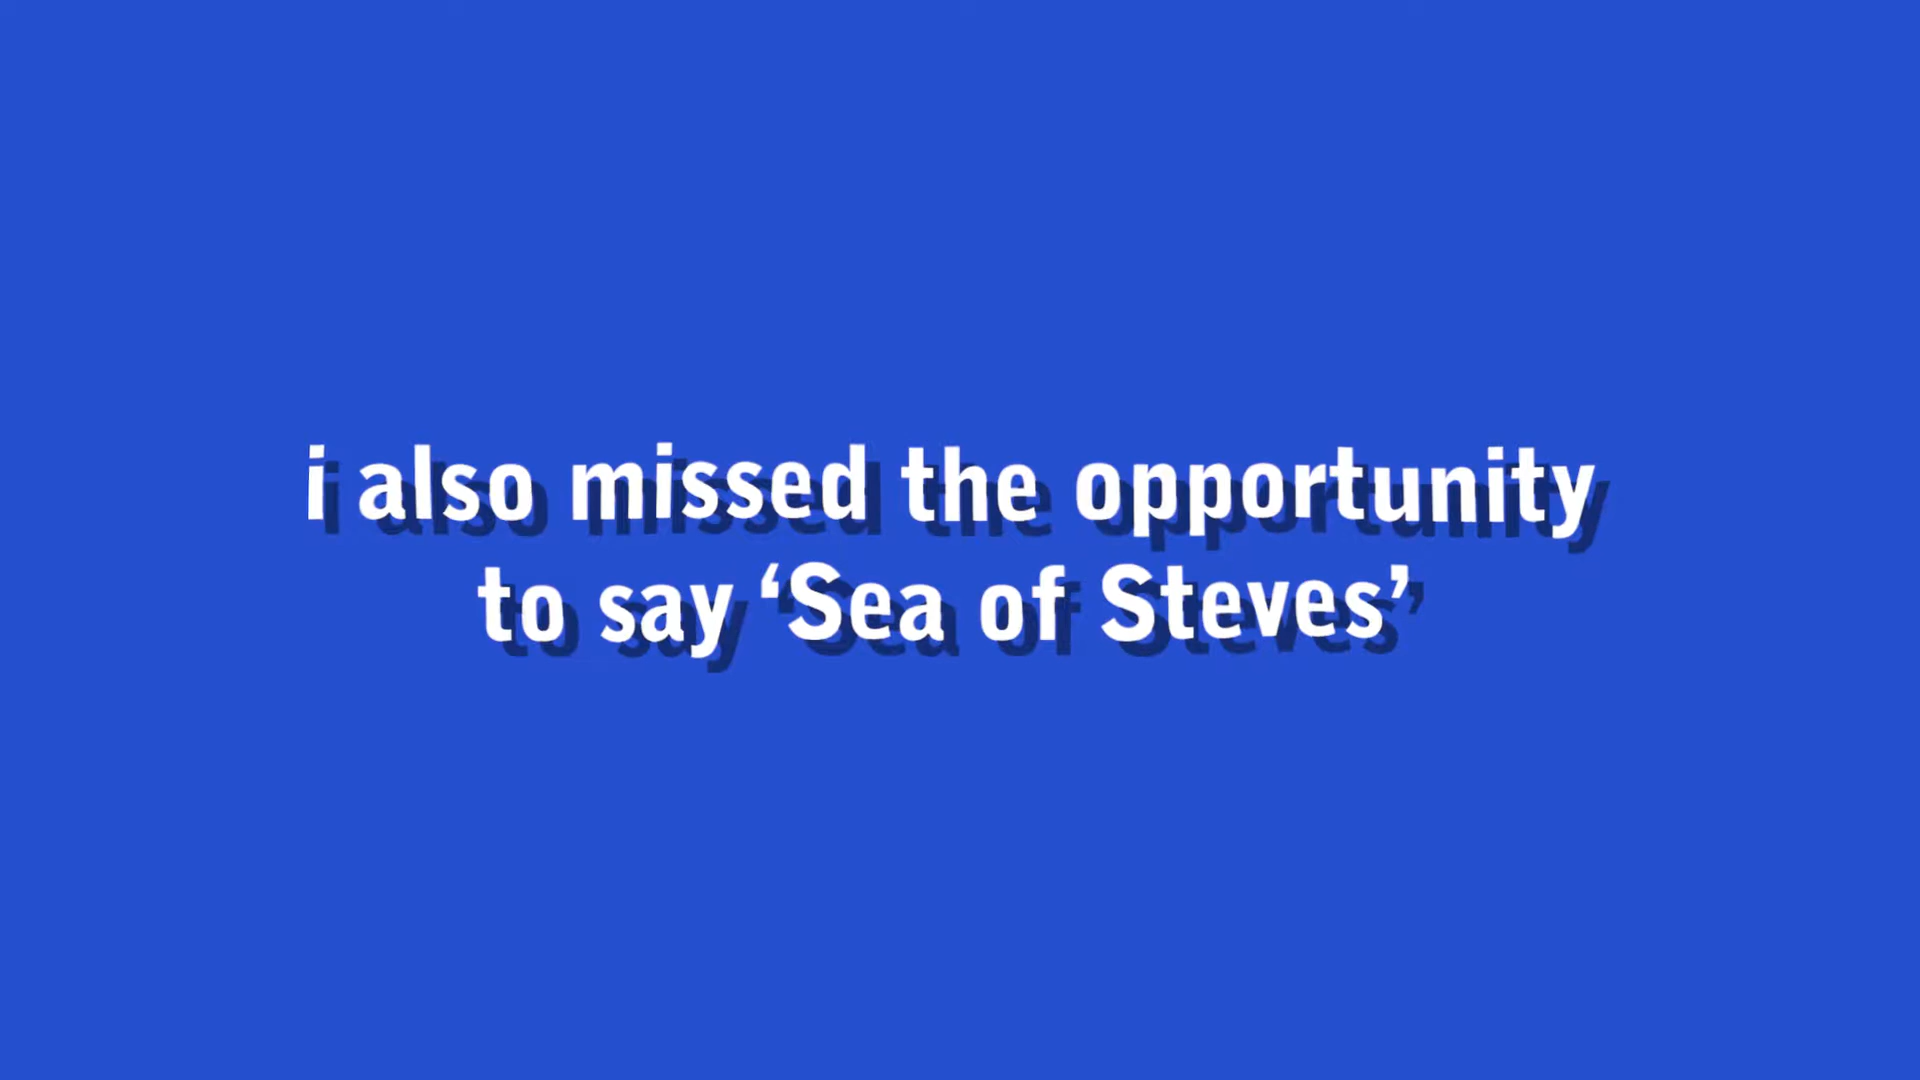 i also missed the opportunity
to say ‘Sea of Steves’